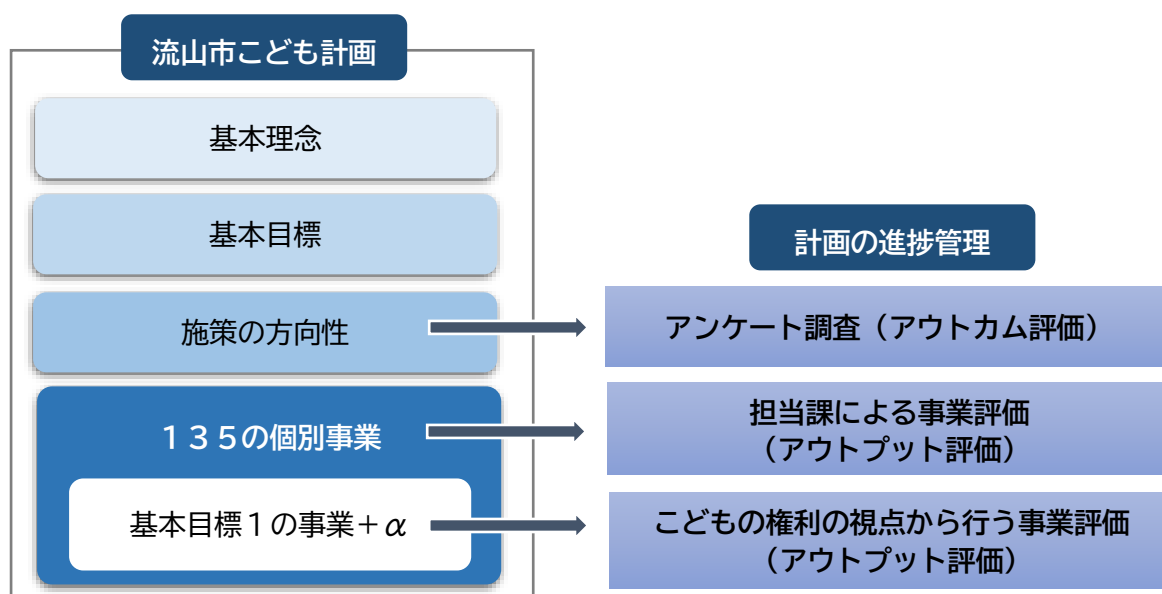 流山市こども計画
基本理念
基本目標
施策の方向性
１３５の個別事業
基本目標１の事業＋α
計画の進捗管理
アンケート調査（アウトカム評価）
担当課による事業評価
（アウトプット評価）
こどもの権利の視点から行う事業評価
（アウトプット評価）